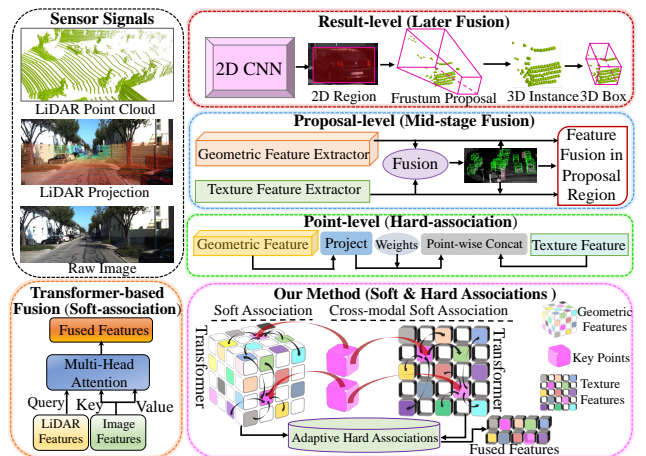 Sensor Signals
LiDAR Point Cloud
LiDAR Projection
Raw Image
Result-level (Later Fusion)
2D CNN
2D Region
Frustum Proposal
3D Instance
3D Box
Proposal-level (Mid-stage Fusion)
Geometric Feature Extractor
Texture Feature Extractor
Fusion
Feature
Fusion in
Proposal
Region
Point-level (Hard-association)
Geometric Feature
Project
Weights
Point-wise Concat
Texture Feature
Transformer-based
Fusion (Soft-association)
Fused Features
Multi-Head
Attention
Query
Key
Value
LiDAR
Features
Image
Features
Our Method (Soft & Hard Associations )
Soft Association
Cross-modal Soft Association
Transformer
Transformer
Geometric
Features
Key Points
Texture
Features
Adaptive Hard Associations
Fused Features